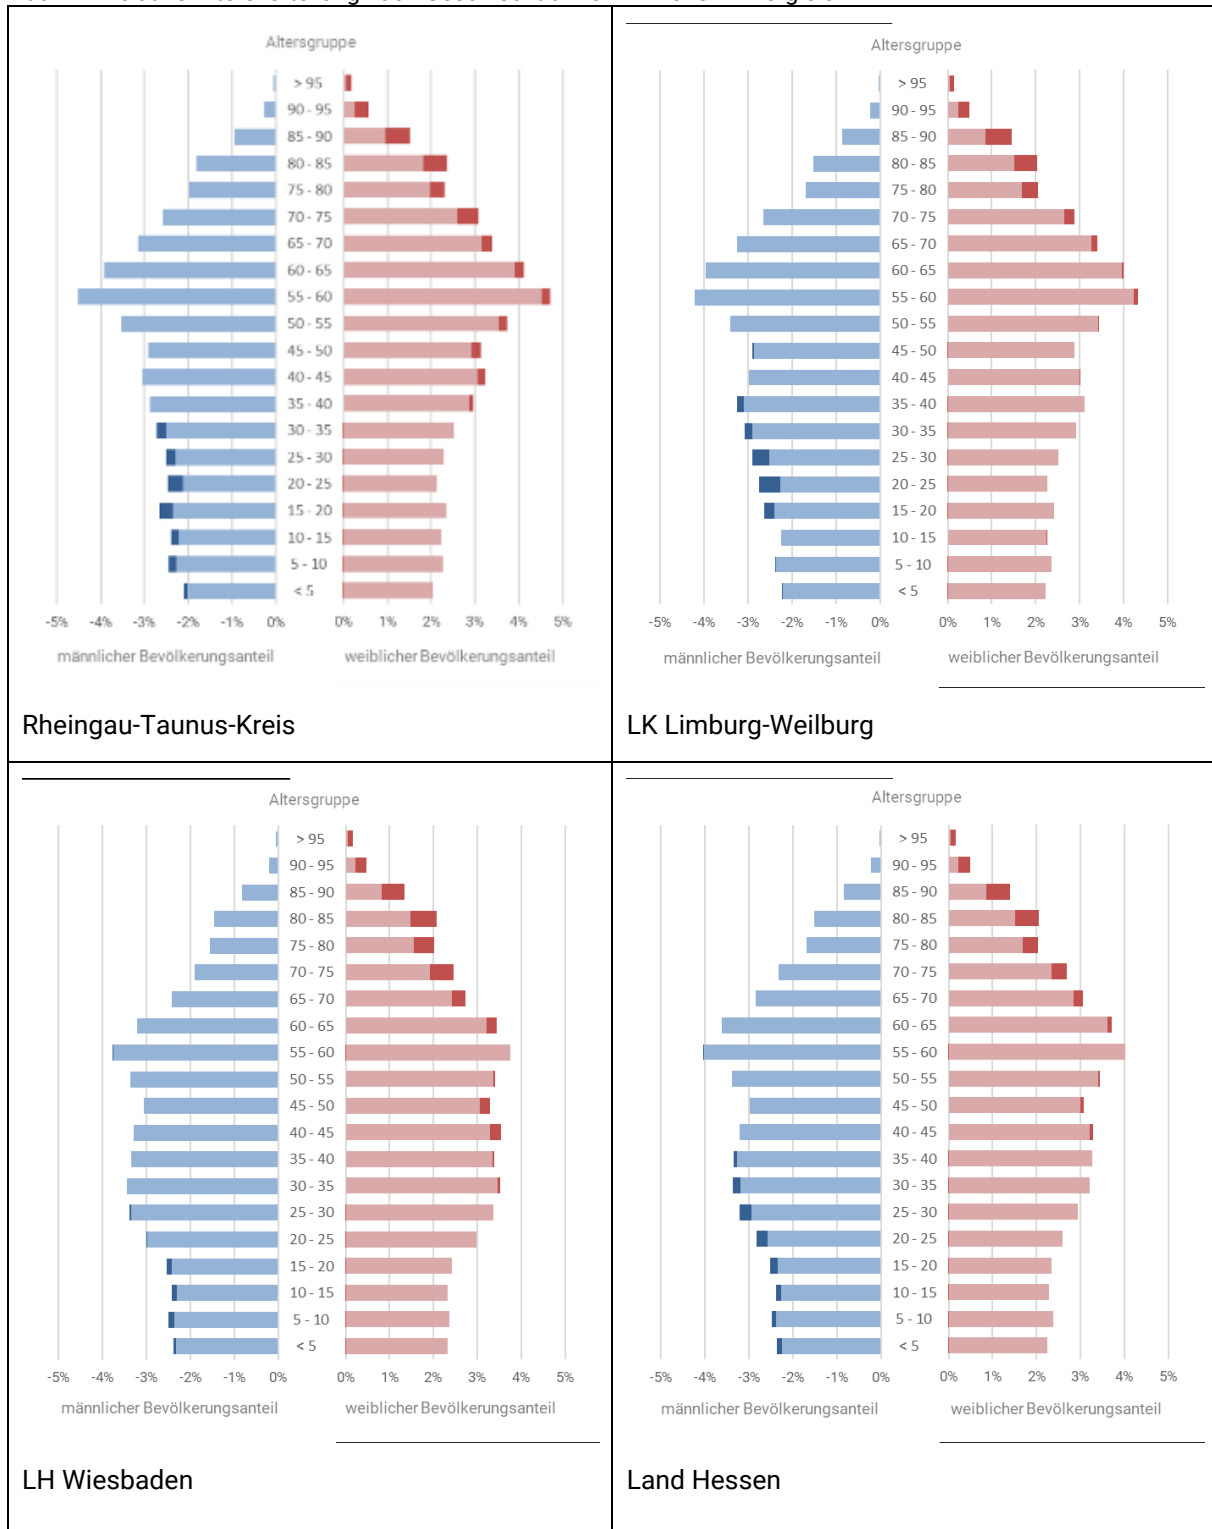 Altersgruppe
> 95
90 - 95
85 - 90
80 - 85
75 - 80
70 - 75
65 - 70
60 - 65
55 - 60
50 - 55
45 - 50
40 - 45
35 - 40
30 - 35
25 - 30
20 - 25
15 - 20
10 - 15
5 - 10
< 5
-5% -4% -3% -2% -1% 0% 0% 1% 2% 3% 4% 5%
männlicher Bevölkerungsanteil weiblicher Bevölkerungsanteil
Rheingau-Taunus-Kreis
Altersgruppe
> 95
90 - 95
85 - 90
80 - 85
75 - 80
70 - 75
65 - 70
60 - 65
55 - 60
50 - 55
45 - 50
40 - 45
35 - 40
30 - 35
25 - 30
20 - 25
15 - 20
10 - 15
5 - 10
< 5
-5% -4% -3% -2% -1% 0% 0% 1% 2% 3% 4% 5%
männlicher Bevölkerungsanteil weiblicher Bevölkerungsanteil
LK Limburg-Weilburg
Altersgruppe
> 95
90 - 95
85 - 90
80 - 85
75 - 80
70 - 75
65 - 70
60 - 65
55 - 60
50 - 55
45 - 50
40 - 45
35 - 40
30 - 35
25 - 30
20 - 25
15 - 20
10 - 15
5 - 10
< 5
-5% -4% -3% -2% -1% 0% 0% 1% 2% 3% 4% 5%
männlicher Bevölkerungsanteil weiblicher Bevölkerungsanteil
LH Wiesbaden
Altersgruppe
> 95
90 - 95
85 - 90
80 - 85
75 - 80
70 - 75
65 - 70
60 - 65
55 - 60
50 - 55
45 - 50
40 - 45
35 - 40
30 - 35
25 - 30
20 - 25
15 - 20
10 - 15
5 - 10
< 5
-5% -4% -3% -2% -1% 0% 0% 1% 2% 3% 4% 5%
männlicher Bevölkerungsanteil weiblicher Bevölkerungsanteil
Land Hessen